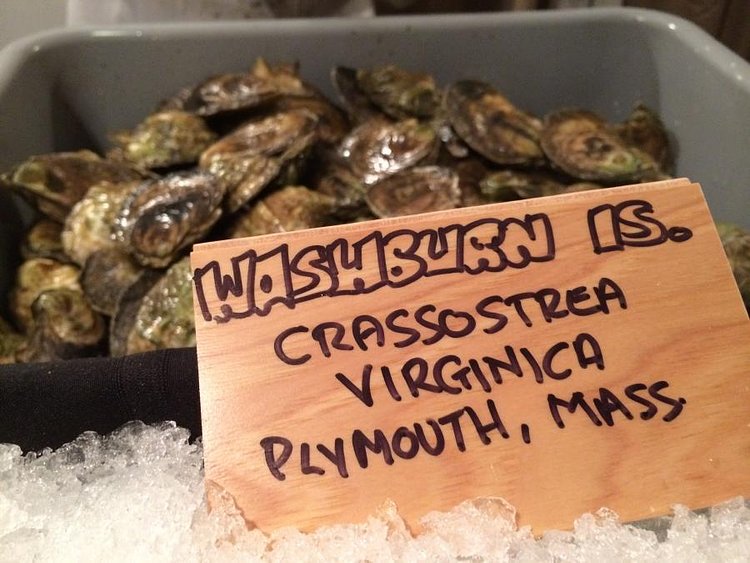 WASHBURN IS.
CRASSOSTREA
VIRGINICA
PLYMOUTH, MASS.